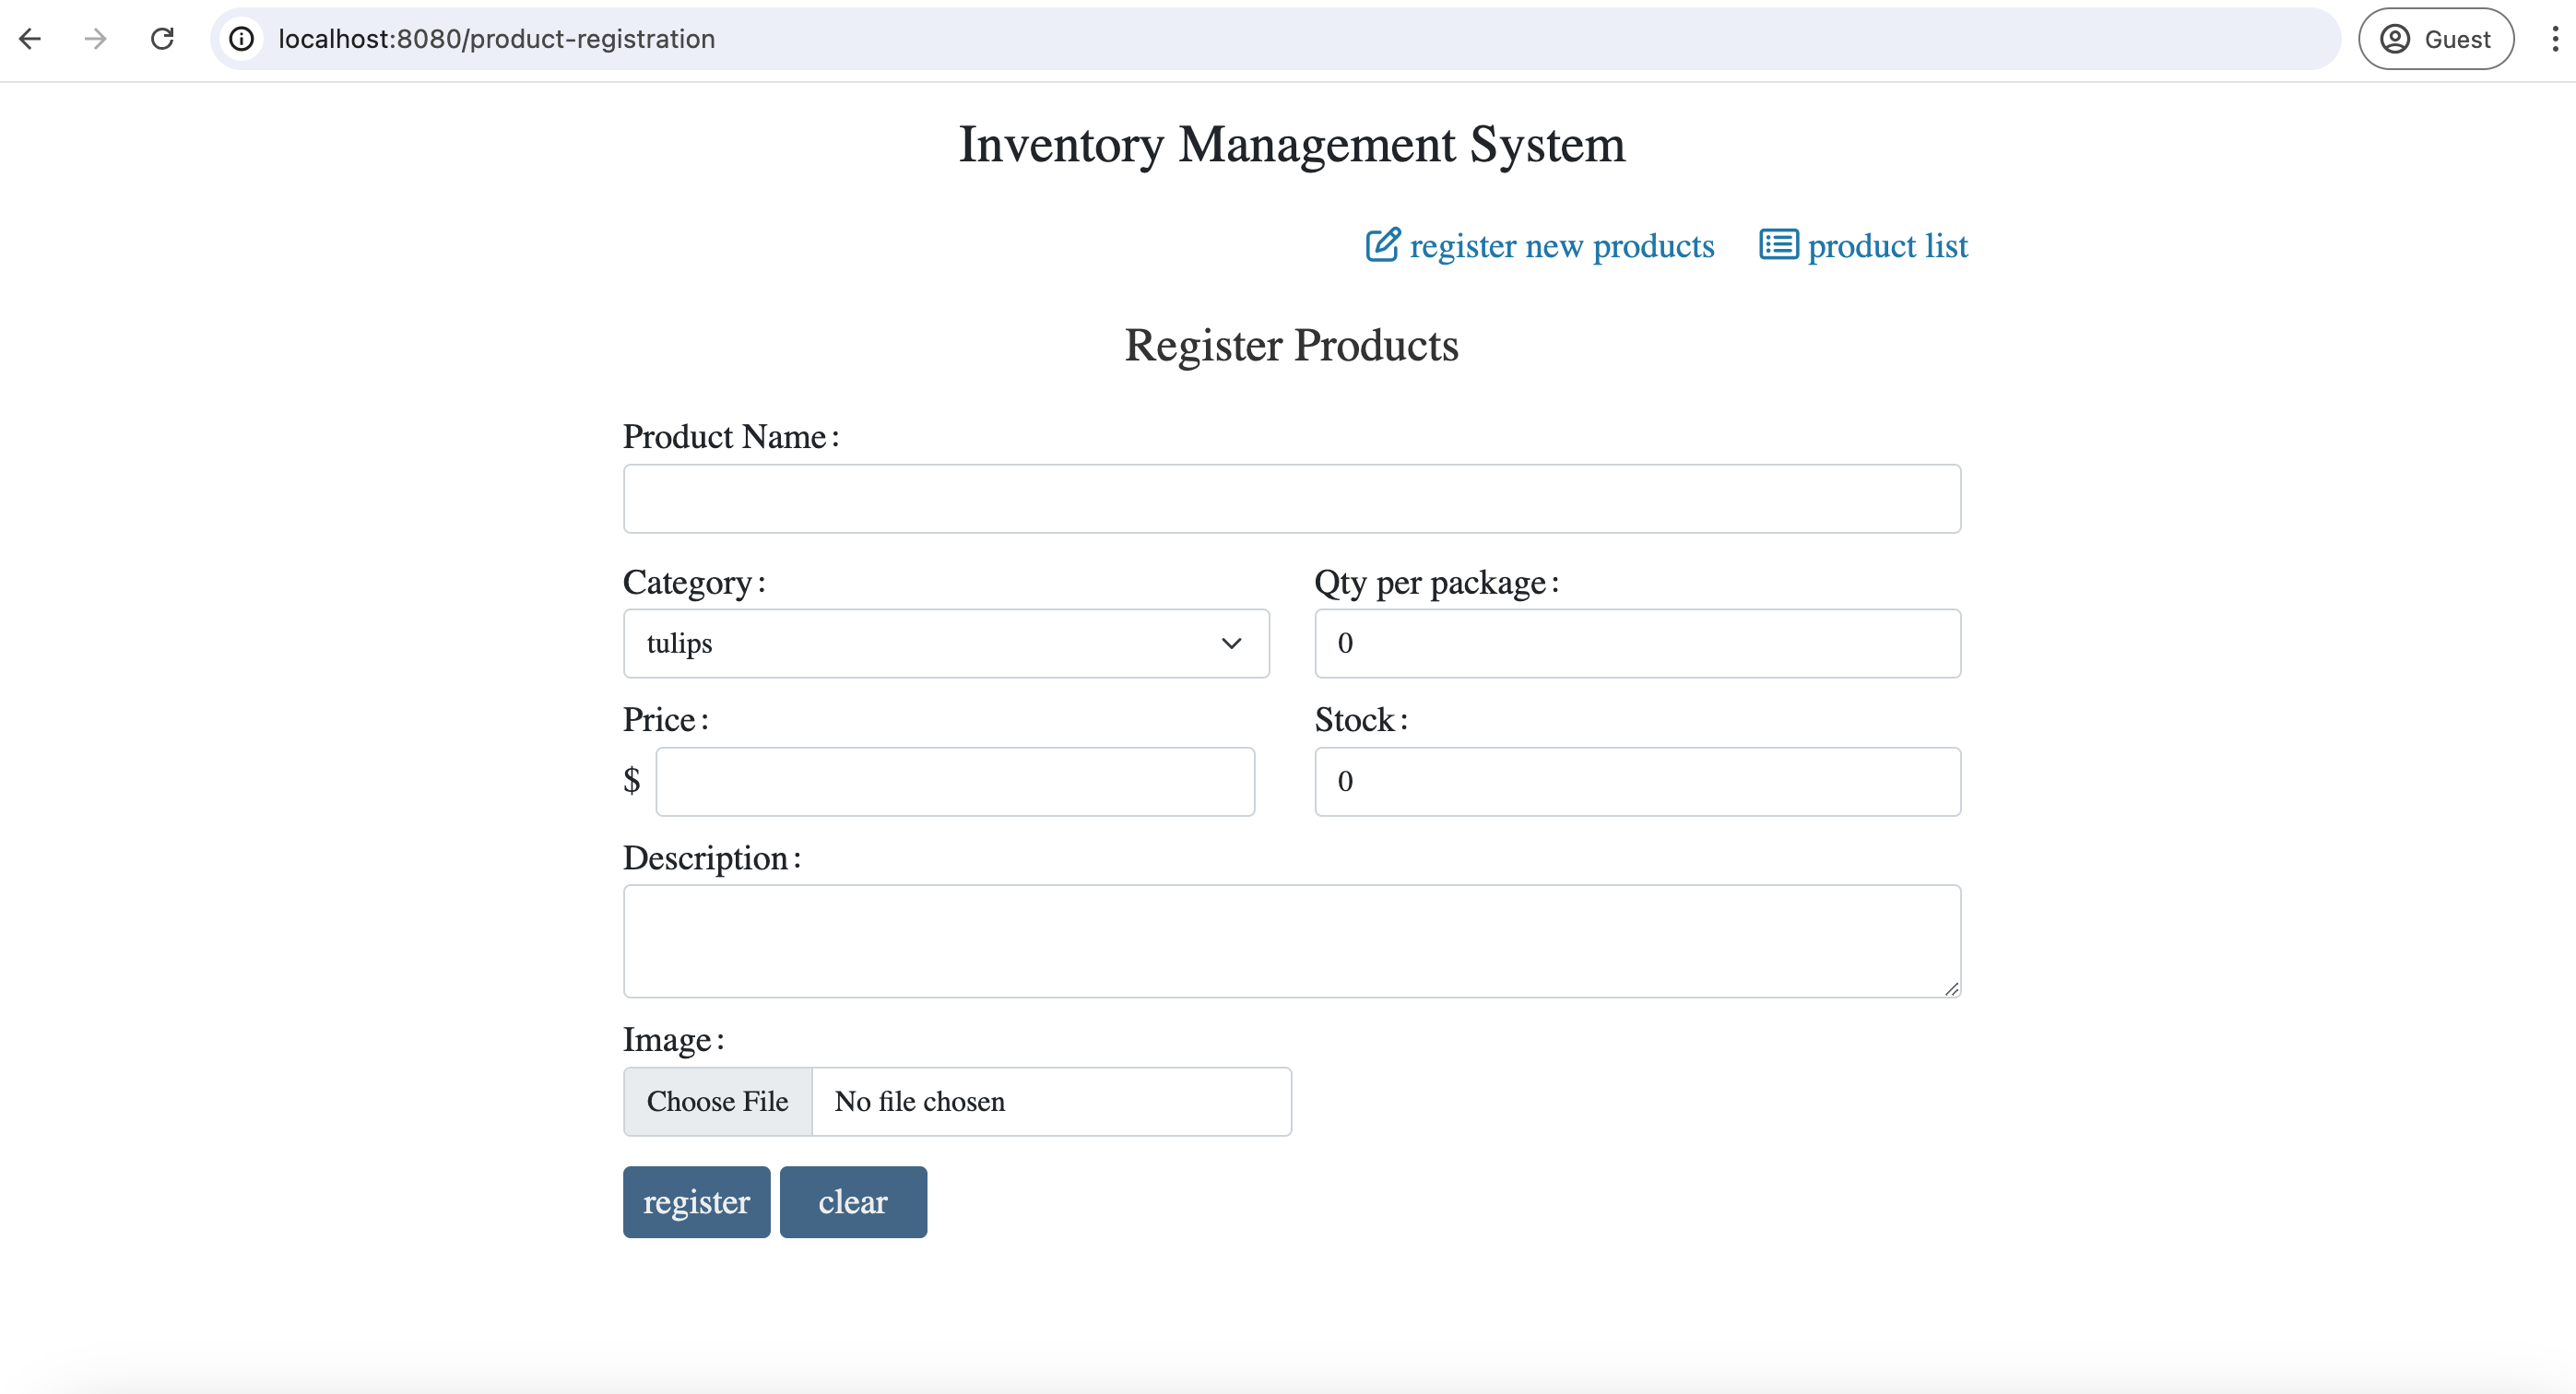 localhost:8080/product-registration Guest
Inventory Management System
register new products product list
Register Products
Product Name:
Category: Qty per package:
tulips 0
Price: Stock:
$ 0
Description:
Image:
Choose File No file chosen
register clear